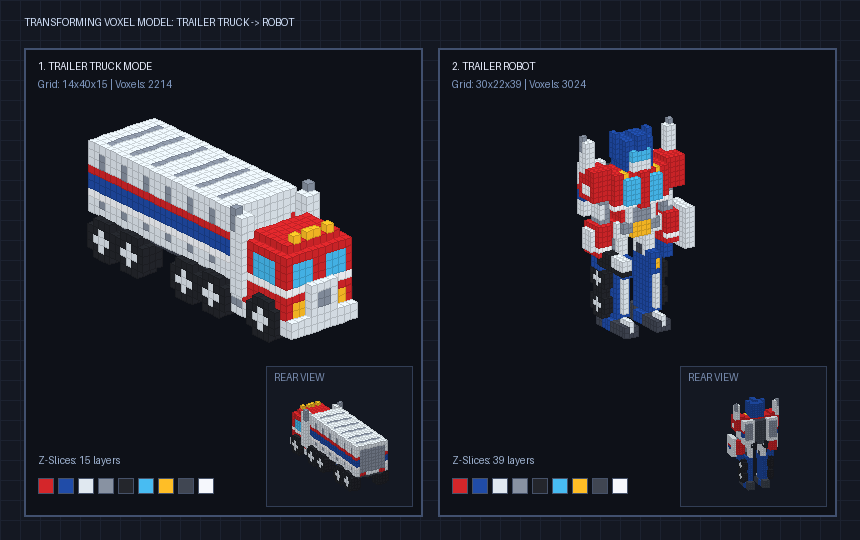 TRANSFORMING VOXEL MODEL: TRAILER TRUCK -> ROBOT
1. TRAILER TRUCK MODE
Grid: 14x40x15 | Voxels: 2214
REAR VIEW
Z-Slices: 15 layers
2. TRAILER ROBOT
Grid: 30x22x39 | Voxels: 3024
REAR VIEW
Z-Slices: 39 layers